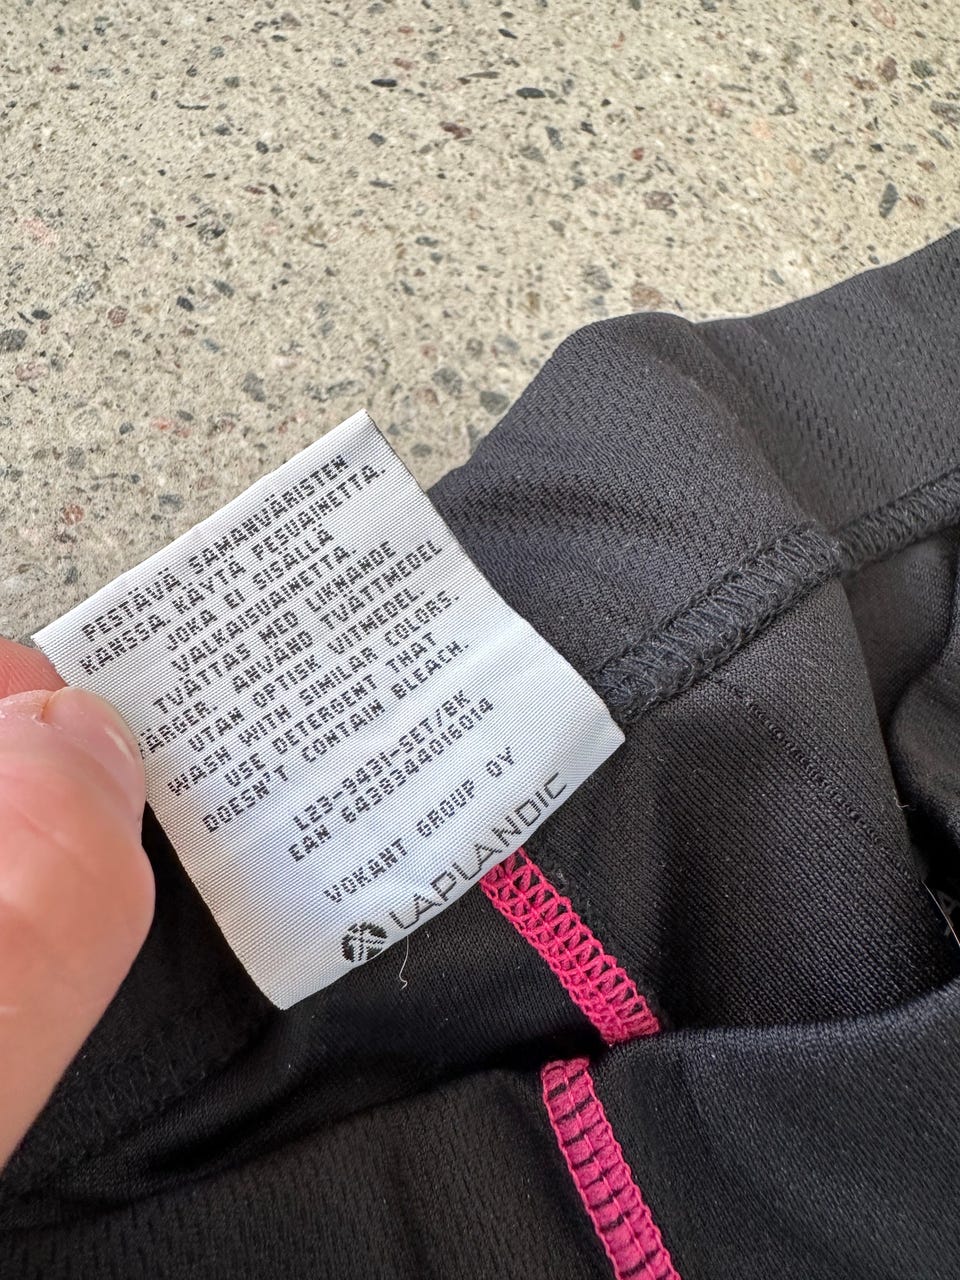 PESTÄVÄ SAMANVÄRISTEN
KANSSA. KÄYTÄ PESUAINETTA.
JOKA EI SISÄLLÄ
VALKAISUAINETTA.
TVÄTTAS MED LIKNANDE
FÄRGER. ANVÄND TVÄTTMEDEL
UTAN OPTISK VITMEDEL.
WASH WITH SIMILAR COLORS.
USE DETERGENT THAT
DOESN'T CONTAIN BLEACH.
L23-9431-SET/BK
EAN 6438344016014
VOKANT GROUP OY
LAPLANDIC